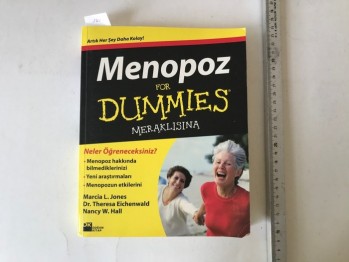 Artık Her Şey Daha Kolay!
Menopoz
FOR
DUMMIES
MERAKLISINA
Neler Öğreneceksiniz?
• Menopoz hakkında
bilmediklerinizi
• Yeni araştırmaları
• Menopozun etkilerini
Marcia L. Jones
Dr. Theresa Eichenwald
Nancy W. Hall